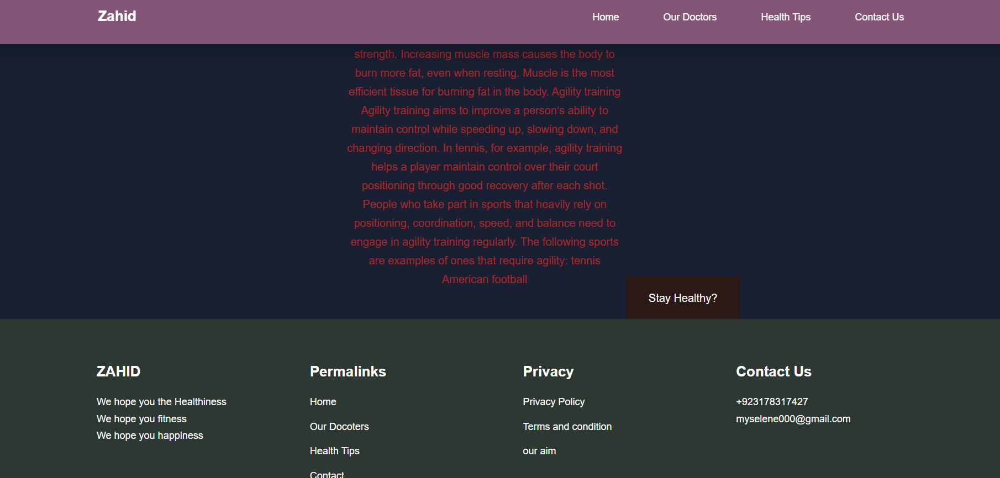 Zahid
Home
Our Doctors
Health Tips
Contact Us
strength. Increasing muscle mass causes the body to
burn more fat, even when resting. Muscle is the most
efficient tissue for burning fat in the body. Agility training
Agility training aims to improve a person's ability to
maintain control while speeding up, slowing down, and
changing direction. In tennis, for example, agility training
helps a player maintain control over their court
positioning through good recovery after each shot.
People who take part in sports that heavily rely on
positioning, coordination, speed, and balance need to
engage in agility training regularly. The following sports
are examples of ones that require agility: tennis
American football
Stay Healthy?
ZAHID
We hope you the Healthiness
We hope you fitness
We hope you happiness
Permalinks
Home
Our Docoters
Health Tips
Contact
Privacy
Privacy Policy
Terms and condition
our aim
Contact Us
+923178317427
myselene000@gmail.com